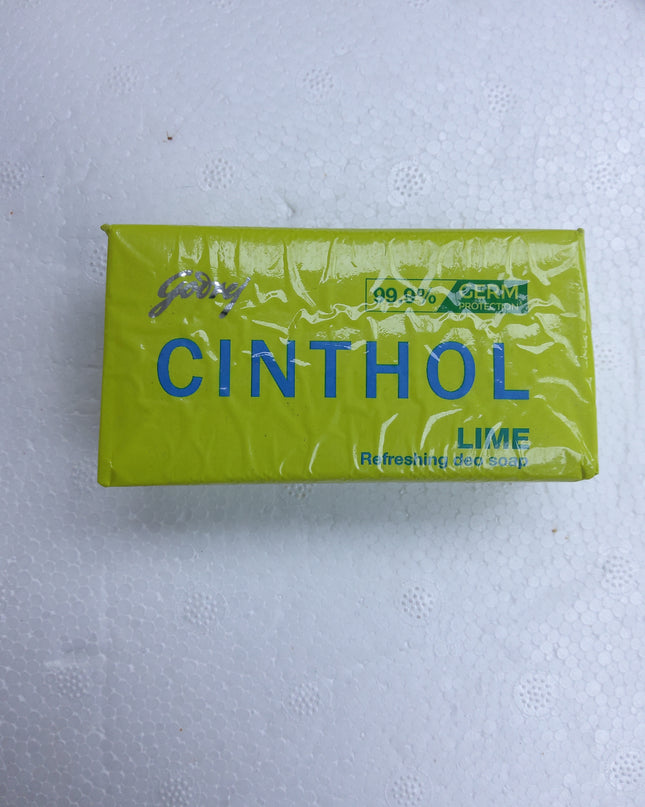 Godrej
99.9% GERM
PROTECTION
CINTHOL
LIME
Refreshing deo soap